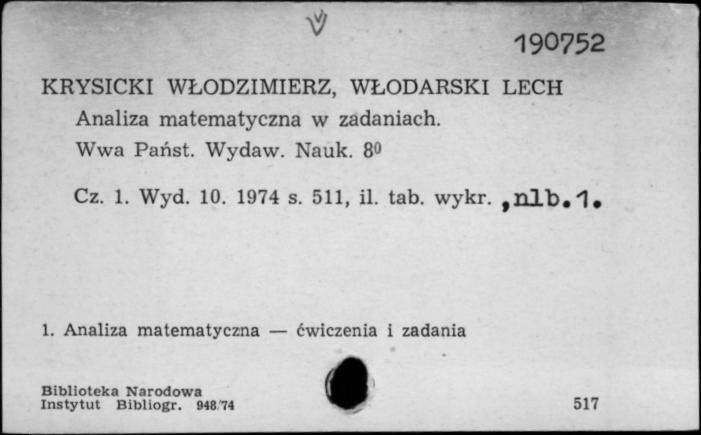 V
190752
KRYSICKI WŁODZIMIERZ, WŁODARSKI LECH
Analiza matematyczna w zadaniach.
Wwa Państ. Wydaw. Nauk. 8⁰
Cz. 1. Wyd. 10. 1974 s. 511, il. tab. wykr. ,nlb.1.
1. Analiza matematyczna — ćwiczenia i zadania
Biblioteka Narodowa
Instytut Bibliogr. 948/74
517